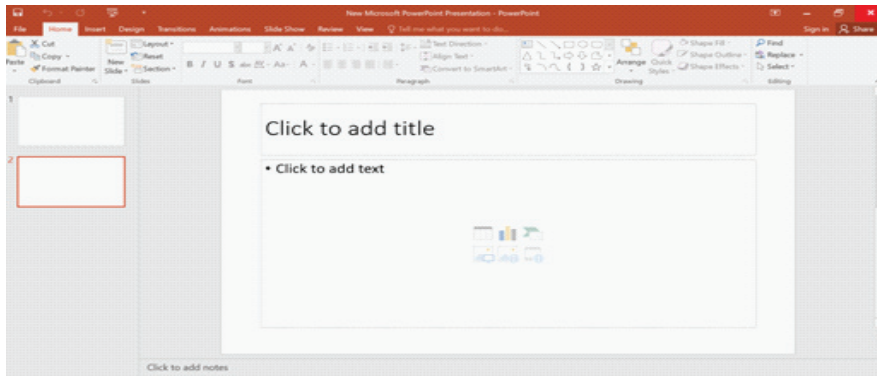 New Microsoft PowerPoint Presentation - PowerPoint
File Home Insert Design Transitions Animations Slide Show Review View Tell me what you want to do... Sign in Share
Cut
Copy
Format Painter
Paste
Clipboard
New
Slide
Layout
Reset
Section
Slides
B I U S abc AV Aa A
Font
Text Direction
Align Text
Convert to SmartArt
Paragraph
Arrange
Quick
Styles
Shape Fill
Shape Outline
Shape Effects
Drawing
Find
Replace
Select
Editing
1
2
Click to add title
• Click to add text
Click to add notes